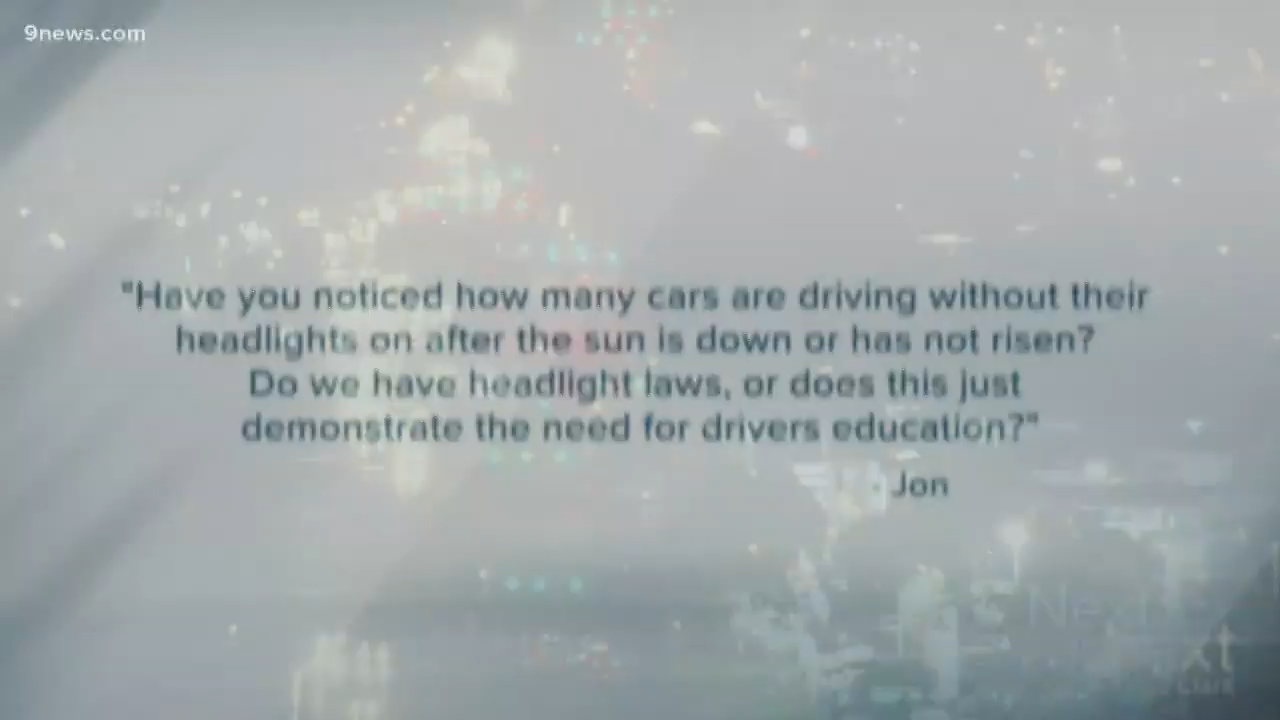 9news.com
"Have you noticed how many cars are driving without their
headlights on after the sun is down or has not risen?
Do we have headlight laws, or does this just
demonstrate the need for drivers education?"
- Jon
Next